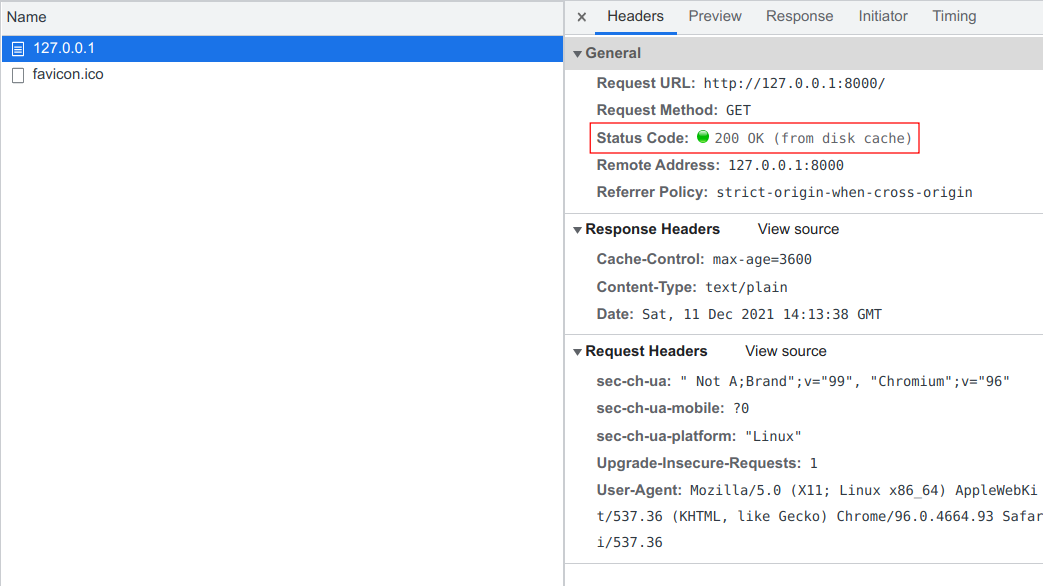 Name
127.0.0.1
favicon.ico
× Headers Preview Response Initiator Timing
General
Request URL: http://127.0.0.1:8000/
Request Method: GET
Status Code: 200 OK (from disk cache)
Remote Address: 127.0.0.1:8000
Referrer Policy: strict-origin-when-cross-origin
Response Headers View source
Cache-Control: max-age=3600
Content-Type: text/plain
Date: Sat, 11 Dec 2021 14:13:38 GMT
Request Headers View source
sec-ch-ua: " Not A;Brand";v="99", "Chromium";v="96"
sec-ch-ua-mobile: ?0
sec-ch-ua-platform: "Linux"
Upgrade-Insecure-Requests: 1
User-Agent: Mozilla/5.0 (X11; Linux x86_64) AppleWebKi
t/537.36 (KHTML, like Gecko) Chrome/96.0.4664.93 Safar
i/537.36